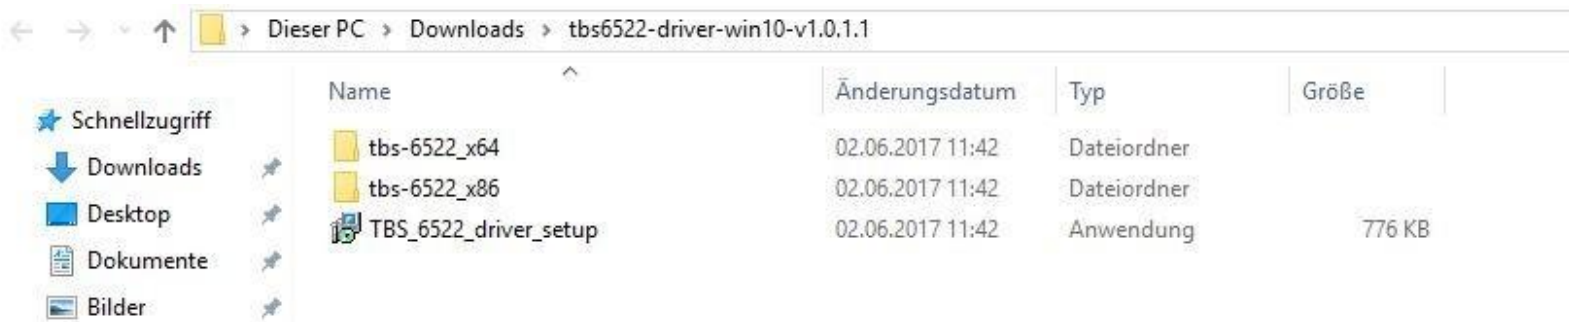 Dieser PC > Downloads > tbs6522-driver-win10-v1.0.1.1
Name Änderungsdatum Typ Größe
Schnellzugriff
Downloads
Desktop
Dokumente
Bilder
tbs-6522_x64 02.06.2017 11:42 Dateiordner
tbs-6522_x86 02.06.2017 11:42 Dateiordner
TBS_6522_driver_setup 02.06.2017 11:42 Anwendung 776 KB